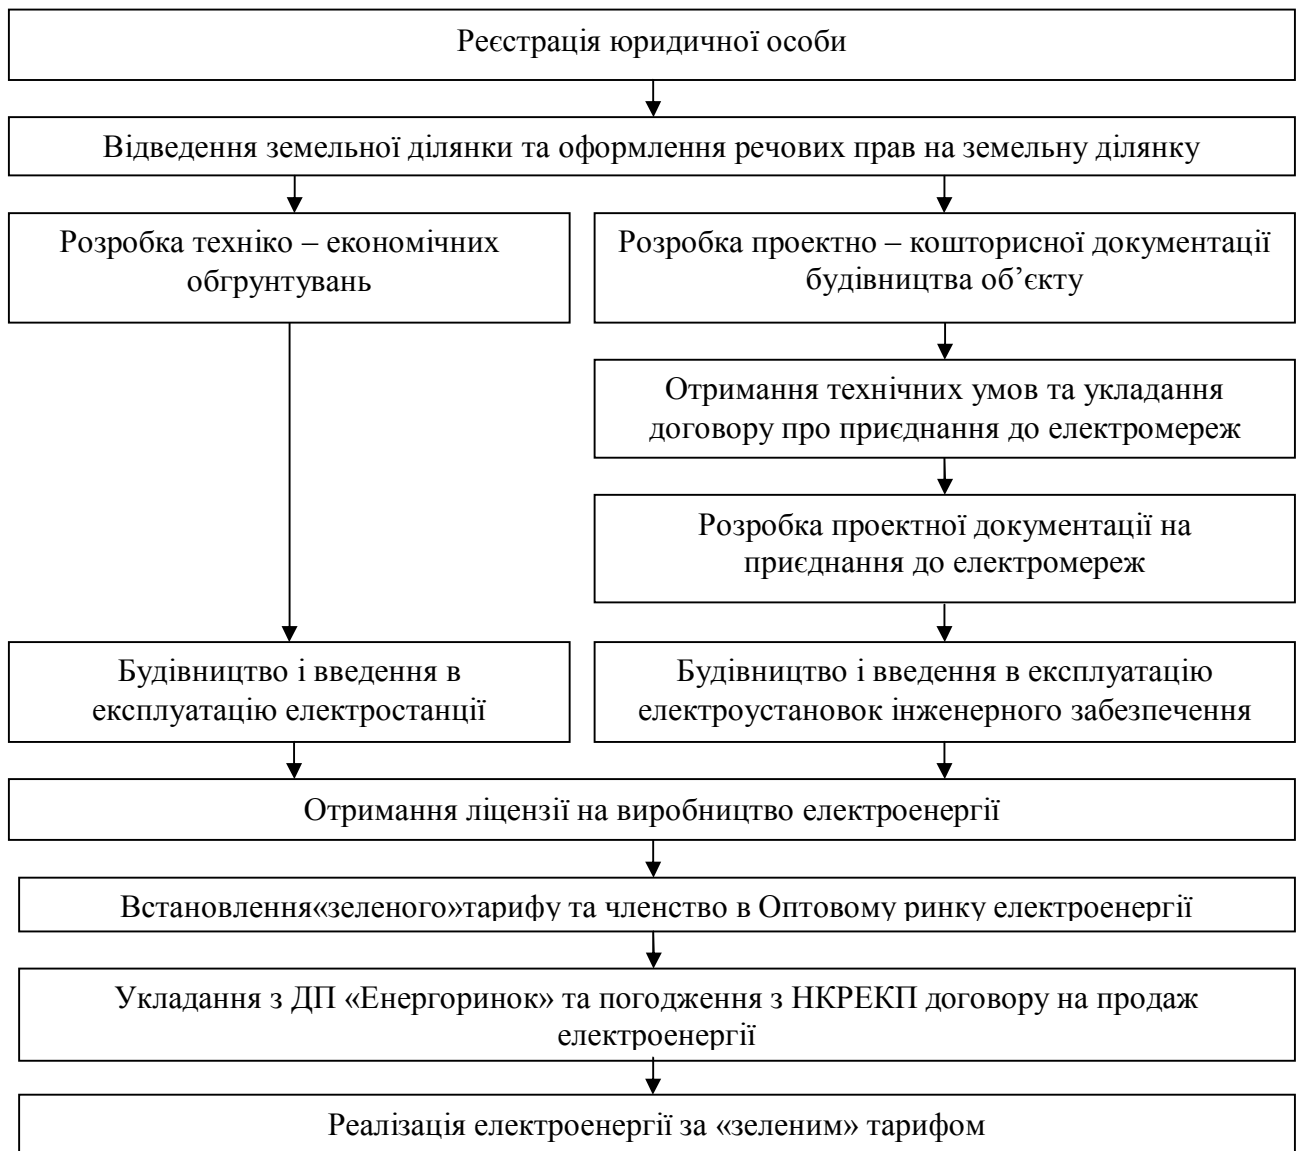 Реєстрація юридичної особи
Відведення земельної ділянки та оформлення речових прав на земельну ділянку
Розробка техніко – економічних
обгрунтувань
Розробка проектно – кошторисної документації
будівництва об’єкту
Отримання технічних умов та укладання
договору про приєднання до електромереж
Розробка проектної документації на
приєднання до електромереж
Будівництво і введення в
експлуатацію електростанції
Будівництво і введення в експлуатацію
електроустановок інженерного забезпечення
Отримання ліцензії на виробництво електроенергії
Встановлення«зеленого»тарифу та членство в Оптовому ринку електроенергії
Укладання з ДП «Енергоринок» та погодження з НКРЕКП договору на продаж
електроенергії
Реалізація електроенергії за «зеленим» тарифом